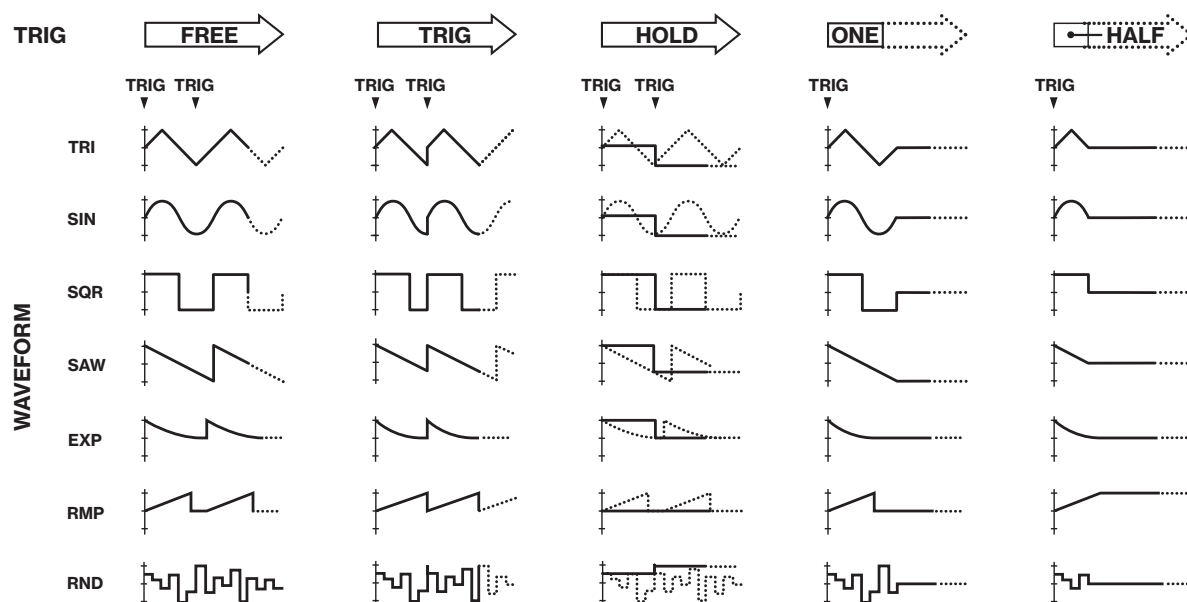 TRIG FREE TRIG HOLD ONE HALF
TRIG TRIG TRIG TRIG TRIG TRIG TRIG TRIG
WAVEFORM
TRI
SIN
SQR
SAW
EXP
RMP
RND